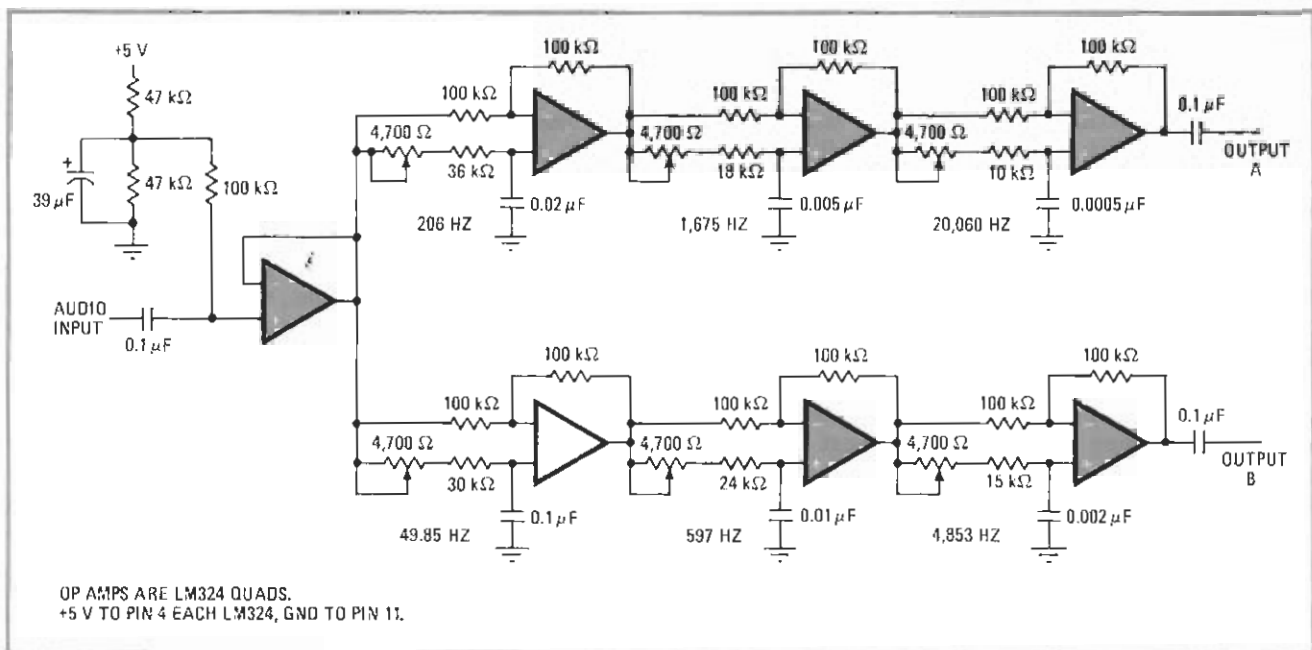 +5 V
47 kΩ
+
39 µF
47 kΩ
100 kΩ
AUDIO
INPUT
0.1 µF
100 kΩ
100 kΩ
4,700 Ω
36 kΩ
0.02 µF
206 HZ
100 kΩ
100 kΩ
4,700 Ω
18 kΩ
0.005 µF
1,675 HZ
100 kΩ
100 kΩ
4,700 Ω
10 kΩ
0.0005 µF
20,060 HZ
0.1 µF
OUTPUT
A
100 kΩ
100 kΩ
4,700 Ω
30 kΩ
0.1 µF
49.85 HZ
100 kΩ
100 kΩ
4,700 Ω
24 kΩ
0.01 µF
597 HZ
100 kΩ
100 kΩ
4,700 Ω
15 kΩ
0.002 µF
4,853 HZ
0.1 µF
OUTPUT
B
OP AMPS ARE LM324 QUADS.
+5 V TO PIN 4 EACH LM324, GND TO PIN 11.